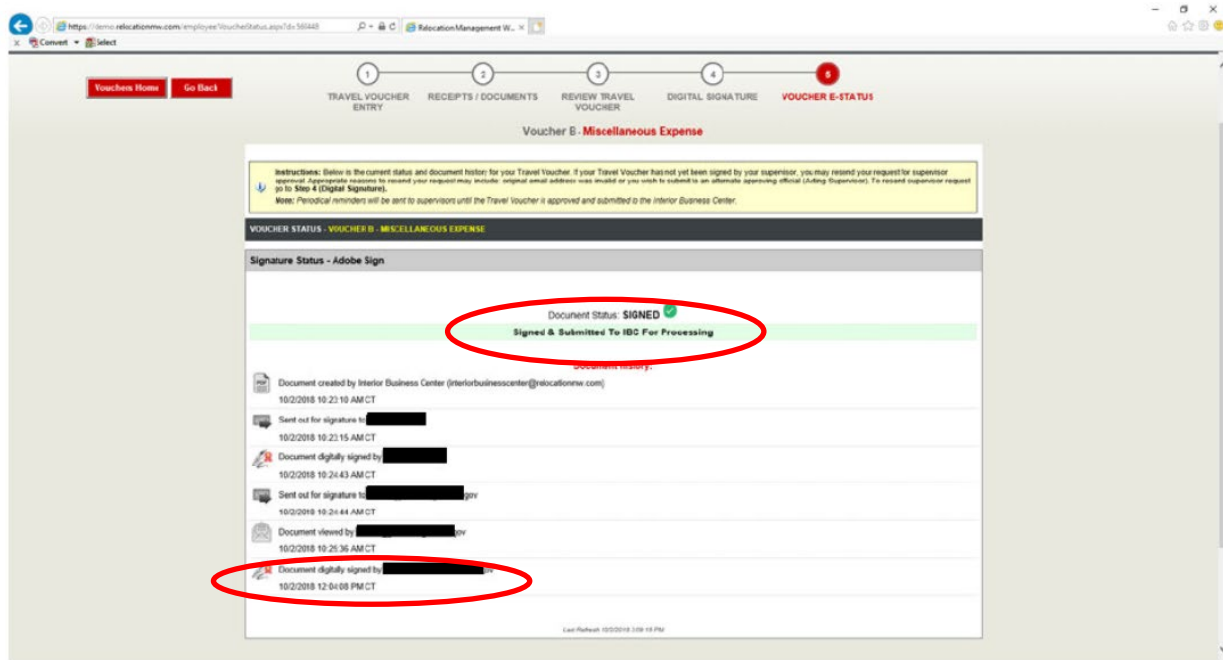 https://demo.relocationmw.com/employee/VoucherStatus.aspx?id=
Relocation Management W...
Convert
Select
Vouchers Home
Go Back
1
2
3
4
5
TRAVEL VOUCHER ENTRY
RECEIPTS / DOCUMENTS
REVIEW TRAVEL VOUCHER
DIGITAL SIGNATURE
VOUCHER E-STATUS
Voucher B - Miscellaneous Expense
Instructions: Below is the current status and document history for your Travel Voucher. If your Travel Voucher has not yet been signed by your supervisor, you may resend your request for supervisor
approval. Appropriate reasons to resend your request may include: original email address was invalid or you wish to submit to an alternate approving official (Acting Supervisor). To resend supervisor request
go to Step 4 (Digital Signature).
Note: Periodical reminders will be sent to supervisors until the Travel Voucher is approved and submitted to the Interior Business Center.
VOUCHER STATUS - VOUCHER B - MISCELLANEOUS EXPENSE
Signature Status - Adobe Sign
Document Status: SIGNED
Signed & Submitted To IBC For Processing
Document History:
PDF
Document created by Interior Business Center (interiorbusinesscenter@relocationmw.com)
10/2/2018 10:23:10 AM CT
Sent out for signature to
10/2/2018 10:23:15 AM CT
Document digitally signed by
10/2/2018 10:24:43 AM CT
Sent out for signature to gov
10/2/2018 10:24:44 AM CT
Document viewed by gov
10/2/2018 10:25:36 AM CT
Document digitally signed by
10/2/2018 12:04:08 PM CT
Last Refresh 10/2/2018